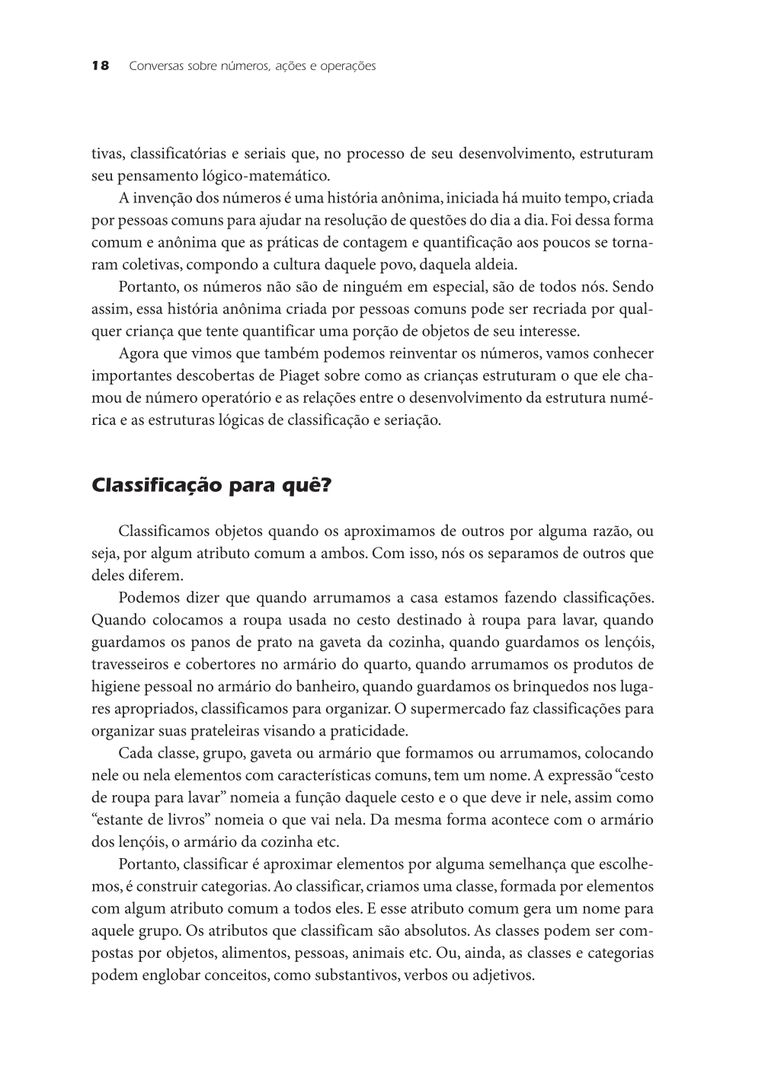 18 Conversas sobre números, ações e operações
tivas, classificatórias e seriais que, no processo de seu desenvolvimento, estruturam
seu pensamento lógico-matemático.
A invenção dos números é uma história anônima, iniciada há muito tempo, criada
por pessoas comuns para ajudar na resolução de questões do dia a dia. Foi dessa forma
comum e anônima que as práticas de contagem e quantificação aos poucos se torna-
ram coletivas, compondo a cultura daquele povo, daquela aldeia.
Portanto, os números não são de ninguém em especial, são de todos nós. Sendo
assim, essa história anônima criada por pessoas comuns pode ser recriada por qual-
quer criança que tente quantificar uma porção de objetos de seu interesse.
Agora que vimos que também podemos reinventar os números, vamos conhecer
importantes descobertas de Piaget sobre como as crianças estruturam o que ele cha-
mou de número operatório e as relações entre o desenvolvimento da estrutura numé-
rica e as estruturas lógicas de classificação e seriação.
Classificação para quê?
Classificamos objetos quando os aproximamos de outros por alguma razão, ou
seja, por algum atributo comum a ambos. Com isso, nós os separamos de outros que
deles diferem.
Podemos dizer que quando arrumamos a casa estamos fazendo classificações.
Quando colocamos a roupa usada no cesto destinado à roupa para lavar, quando
guardamos os panos de prato na gaveta da cozinha, quando guardamos os lençóis,
travesseiros e cobertores no armário do quarto, quando arrumamos os produtos de
higiene pessoal no armário do banheiro, quando guardamos os brinquedos nos luga-
res apropriados, classificamos para organizar. O supermercado faz classificações para
organizar suas prateleiras visando a praticidade.
Cada classe, grupo, gaveta ou armário que formamos ou arrumamos, colocando
nele ou nela elementos com características comuns, tem um nome. A expressão “cesto
de roupa para lavar” nomeia a função daquele cesto e o que deve ir nele, assim como
“estante de livros” nomeia o que vai nela. Da mesma forma acontece com o armário
dos lençóis, o armário da cozinha etc.
Portanto, classificar é aproximar elementos por alguma semelhança que escolhe-
mos, é construir categorias. Ao classificar, criamos uma classe, formada por elementos
com algum atributo comum a todos eles. E esse atributo comum gera um nome para
aquele grupo. Os atributos que classificam são absolutos. As classes podem ser com-
postas por objetos, alimentos, pessoas, animais etc. Ou, ainda, as classes e categorias
podem englobar conceitos, como substantivos, verbos ou adjetivos.